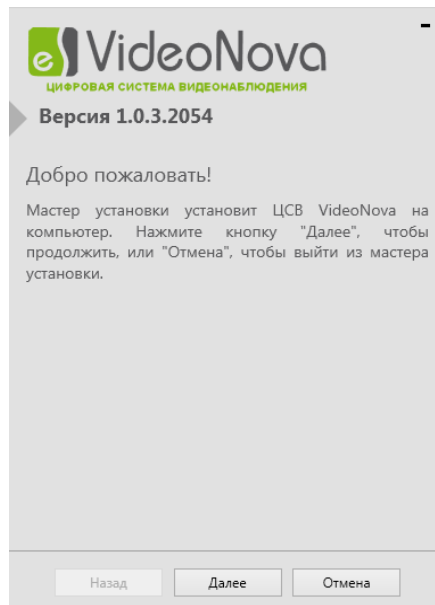 eS VideoNova
ЦИФРОВАЯ СИСТЕМА ВИДЕОНАБЛЮДЕНИЯ
Версия 1.0.3.2054
Добро пожаловать!
Мастер установки установит ЦСВ VideoNova на
компьютер. Нажмите кнопку "Далее", чтобы
продолжить, или "Отмена", чтобы выйти из мастера
установки.
Назад Далее Отмена